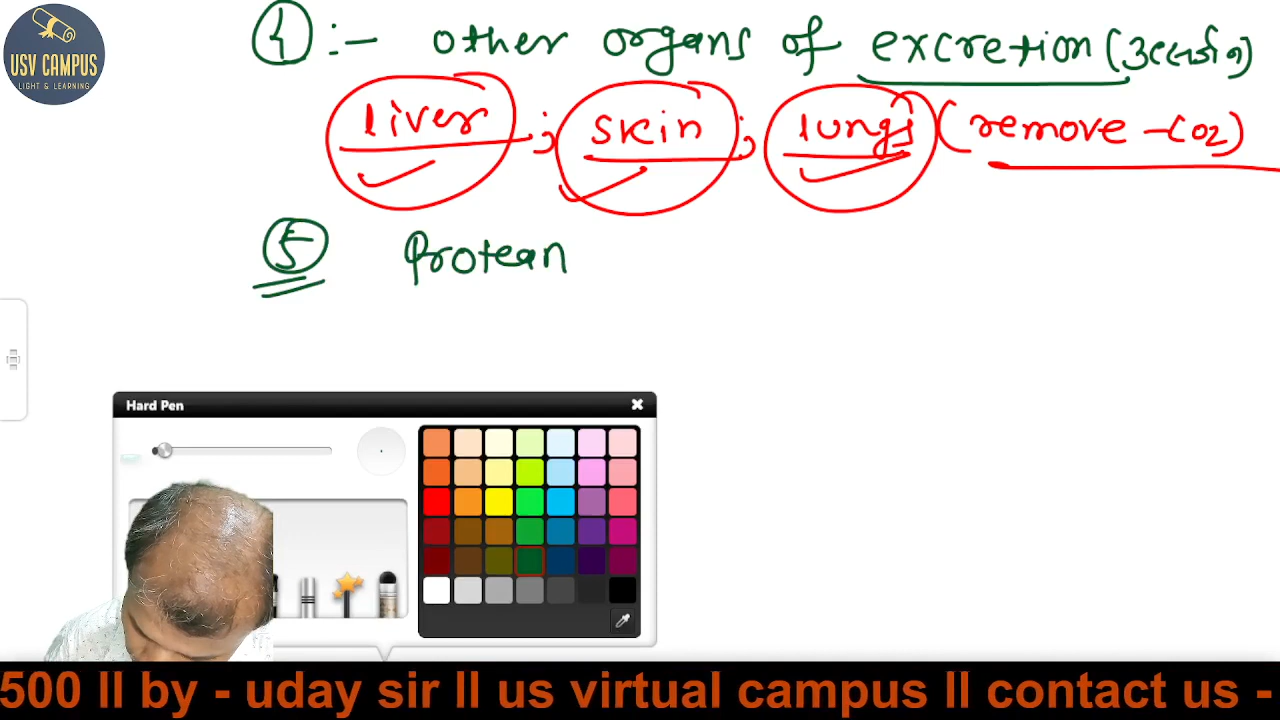 USV CAMPUS
LIGHT & LEARNING
4 :- other organs of excretion (उत्सर्जन)
liver ; skin ; lungs (remove - CO2)
5 Protean
Hard Pen
500 ll by - uday sir ll us virtual campus ll contact us -